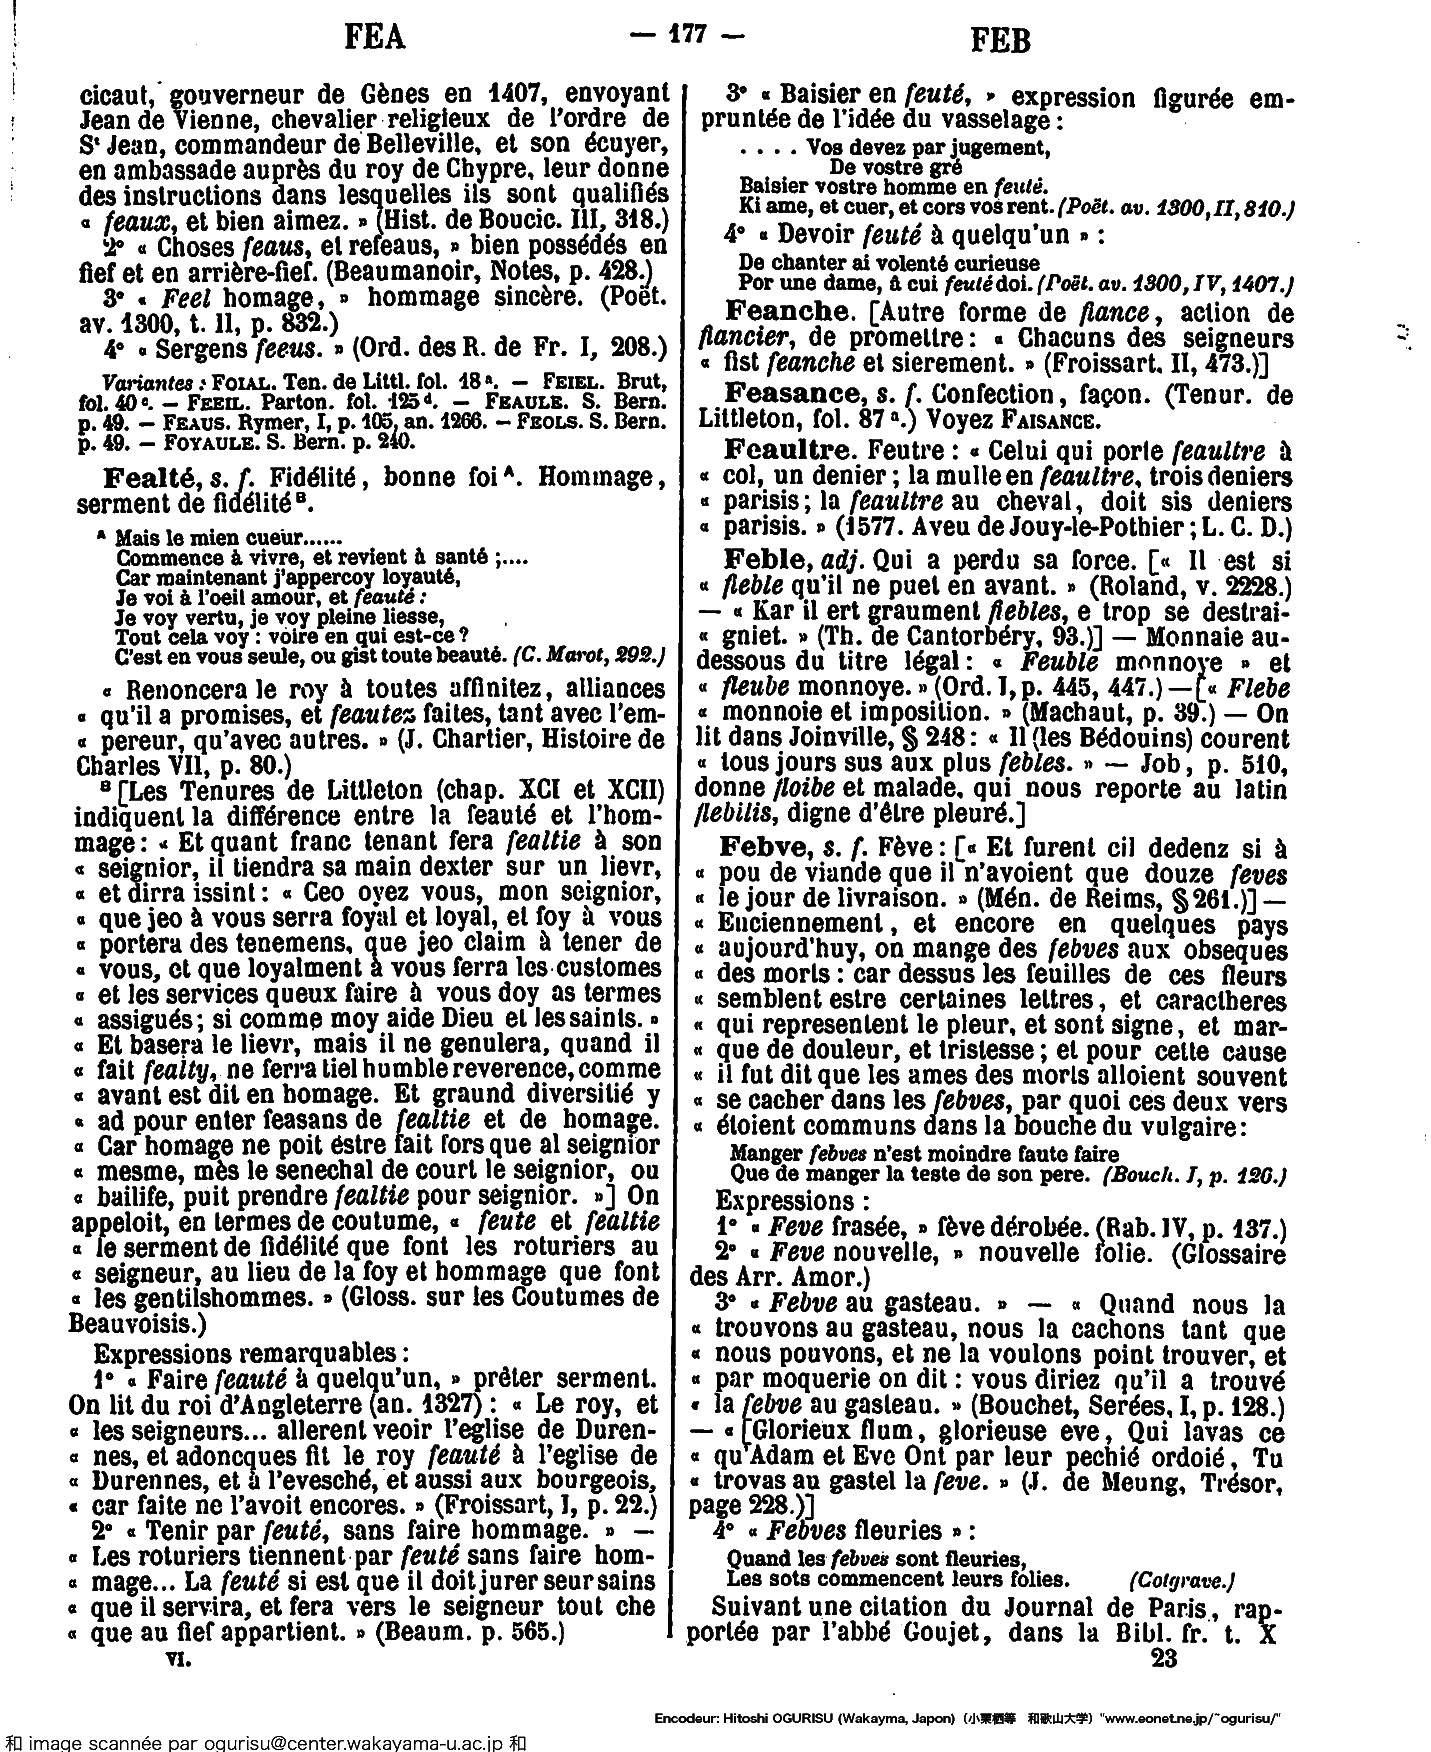 FEA — 177 — FEB
cicaut, gouverneur de Gènes en 1407, envoyant
Jean de Vienne, chevalier religieux de l'ordre de
St Jean, commandeur de Belleville, et son écuyer,
en ambassade auprès du roy de Chypre, leur donne
des instructions dans lesquelles ils sont qualifiés
« feaux, et bien aimez. » (Hist. de Boucic. III, 318.)
2° « Choses feaus, et refeaus, » bien possédés en
fief et en arrière-fief. (Beaumanoir, Notes, p. 428.)
3° « Feel homage, » hommage sincère. (Poët.
av. 1300, t. II, p. 832.)
4° « Sergens feeus. » (Ord. des R. de Fr. I, 208.)
Variantes : FOIAL. Ten. de Littl. fol. 18 a. — FEIEL. Brut,
fol. 40 c. — FEEIL. Parton. fol. 125 d. — FEAULE. S. Bern.
p. 49. — FEAUS. Rymer, I, p. 105, an. 1266. — FEOLS. S. Bern.
p. 49. — FOYAULE. S. Bern. p. 240.
Fealté, s. f. Fidélité, bonne foi A. Hommage,
serment de fidélité B.
A Mais le mien cueur......
Commence à vivre, et revient à santé ;....
Car maintenant j'appercoy loyauté,
Je voi à l'oeil amour, et feauté :
Je voy vertu, je voy pleine liesse,
Tout cela voy : voire en qui est-ce ?
C'est en vous seule, ou gist toute beauté. (C. Marot, 292.)
« Renoncera le roy à toutes affinitez, alliances
« qu'il a promises, et feautez faites, tant avec l'em-
« pereur, qu'avec autres. » (J. Chartier, Histoire de
Charles VII, p. 80.)
B [Les Tenures de Littleton (chap. XCI et XCII)
indiquent la différence entre la feauté et l'hom-
mage : « Et quant franc tenant fera fealtie à son
« seignior, il tiendra sa main dexter sur un lievr,
« et dirra issint : « Ceo oyez vous, mon seignior,
« que jeo à vous serra foyal et loyal, et foy à vous
« portera des tenemens, que jeo claim à tener de
« vous, et que loyalment à vous ferra les customes
« et les services queux faire à vous doy as termes
« assigués ; si comme moy aide Dieu et les saints. »
« Et basera le lievr, mais il ne genulera, quand il
« fait fealty, ne ferra tiel humble reverence, comme
« avant est dit en homage. Et graund diversitié y
« ad pour enter feasans de fealtie et de homage.
« Car homage ne poit éstre fait fors que al seignior
« mesme, mès le senechal de court le seignior, ou
« bailife, puit prendre fealtie pour seignior. »] On
appeloit, en termes de coutume, « feute et fealtie
« le serment de fidélité que font les roturiers au
« seigneur, au lieu de la foy et hommage que font
« les gentilshommes. » (Gloss. sur les Coutumes de
Beauvoisis.)
Expressions remarquables :
1° « Faire feauté à quelqu'un, » prêter serment.
On lit du roi d'Angleterre (an. 1327) : « Le roy, et
« les seigneurs... allerent veoir l'eglise de Duren-
« nes, et adoncques fit le roy feauté à l'eglise de
« Durennes, et à l'evesché, et aussi aux bourgeois,
« car faite ne l'avoit encores. » (Froissart, I, p. 22.)
2° « Tenir par feuté, sans faire hommage. » —
« Les roturiers tiennent par feuté sans faire hom-
« mage... La feuté si est que il doit jurer seur sains
« que il servira, et fera vers le seigneur tout che
« que au fief appartient. » (Beaum. p. 565.)
VI.
3° « Baisier en feuté, » expression figurée em-
pruntée de l'idée du vasselage :
. . . . Vos devez par jugement,
De vostre gré
Baisier vostre homme en feuté.
Ki ame, et cuer, et cors vos rent. (Poët. av. 1300, II, 810.)
4° « Devoir feuté à quelqu'un » :
De chanter ai volenté curieuse
Por une dame, à cui feuté doi. (Poët. av. 1300, IV, 1407.)
Feanche. [Autre forme de fiance, action de
fiancier, de promettre : « Chacuns des seigneurs
« fist feanche et sierement. » (Froissart. II, 473.)]
Feasance, s. f. Confection, façon. (Tenur. de
Littleton, fol. 87 a.) Voyez FAISANCE.
Feaultre. Feutre : « Celui qui porte feaultre à
« col, un denier ; la mulle en feaultre, trois deniers
« parisis ; la feaultre au cheval, doit sis deniers
« parisis. » (1577. Aveu de Jouy-le-Pothier ; L. C. D.)
Feble, adj. Qui a perdu sa force. [« Il est si
« fieble qu'il ne puet en avant. » (Roland, v. 2228.)
— « Kar il ert graument fiebles, e trop se destrai-
« gniet. » (Th. de Cantorbéry, 93.)] — Monnaie au-
dessous du titre légal : « Feuble monnoye » et
« fleube monnoye. » (Ord. I, p. 445, 447.) — [« Flebe
« monnoie et imposition. » (Machaut, p. 39.) — On
lit dans Joinville, § 248 : « Il (les Bédouins) courent
« tous jours sus aux plus febles. » — Job, p. 510,
donne floibe et malade, qui nous reporte au latin
flebilis, digne d'être pleuré.]
Febve, s. f. Fève : [« Et furent cil dedenz si à
« pou de viande que il n'avoient que douze feves
« le jour de livraison. » (Mén. de Reims, § 261.)] —
« Enciennement, et encore en quelques pays
« aujourd'huy, on mange des febves aux obseques
« des morts : car dessus les feuilles de ces fleurs
« semblent estre certaines lettres, et caractheres
« qui representent le pleur, et sont signe, et mar-
« que de douleur, et tristesse ; et pour cette cause
« il fut dit que les ames des morts alloient souvent
« se cacher dans les febves, par quoi ces deux vers
« étoient communs dans la bouche du vulgaire :
Manger febves n'est moindre faute faire
Que de manger la teste de son pere. (Bouch. I, p. 126.)
Expressions :
1° « Feve frasée, » fève dérobée. (Rab. IV, p. 137.)
2° « Feve nouvelle, » nouvelle folie. (Glossaire
des Arr. Amor.)
3° « Febve au gasteau. » — « Quand nous la
« trouvons au gasteau, nous la cachons tant que
« nous pouvons, et ne la voulons point trouver, et
« par moquerie on dit : vous diriez qu'il a trouvé
« la febve au gasteau. » (Bouchet, Serées, I, p. 128.)
— « [Glorieux flum, glorieuse eve, Qui lavas ce
« qu'Adam et Eve Ont par leur pechié ordoié, Tu
« trovas au gastel la feve. » (J. de Meung, Trésor,
page 228.)]
4° « Febves fleuries » :
Quand les febves sont fleuries,
Les sots commencent leurs folies. (Cotgrave.)
Suivant une citation du Journal de Paris, rap-
portée par l'abbé Goujet, dans la Bibl. fr. t. X
23
Encodeur: Hitoshi OGURISU (Wakayma, Japon) (小栗栖等 和歌山大学) "www.eonet.ne.jp/~ogurisu/"
和 image scannée par ogurisu@center.wakayama-u.ac.jp 和